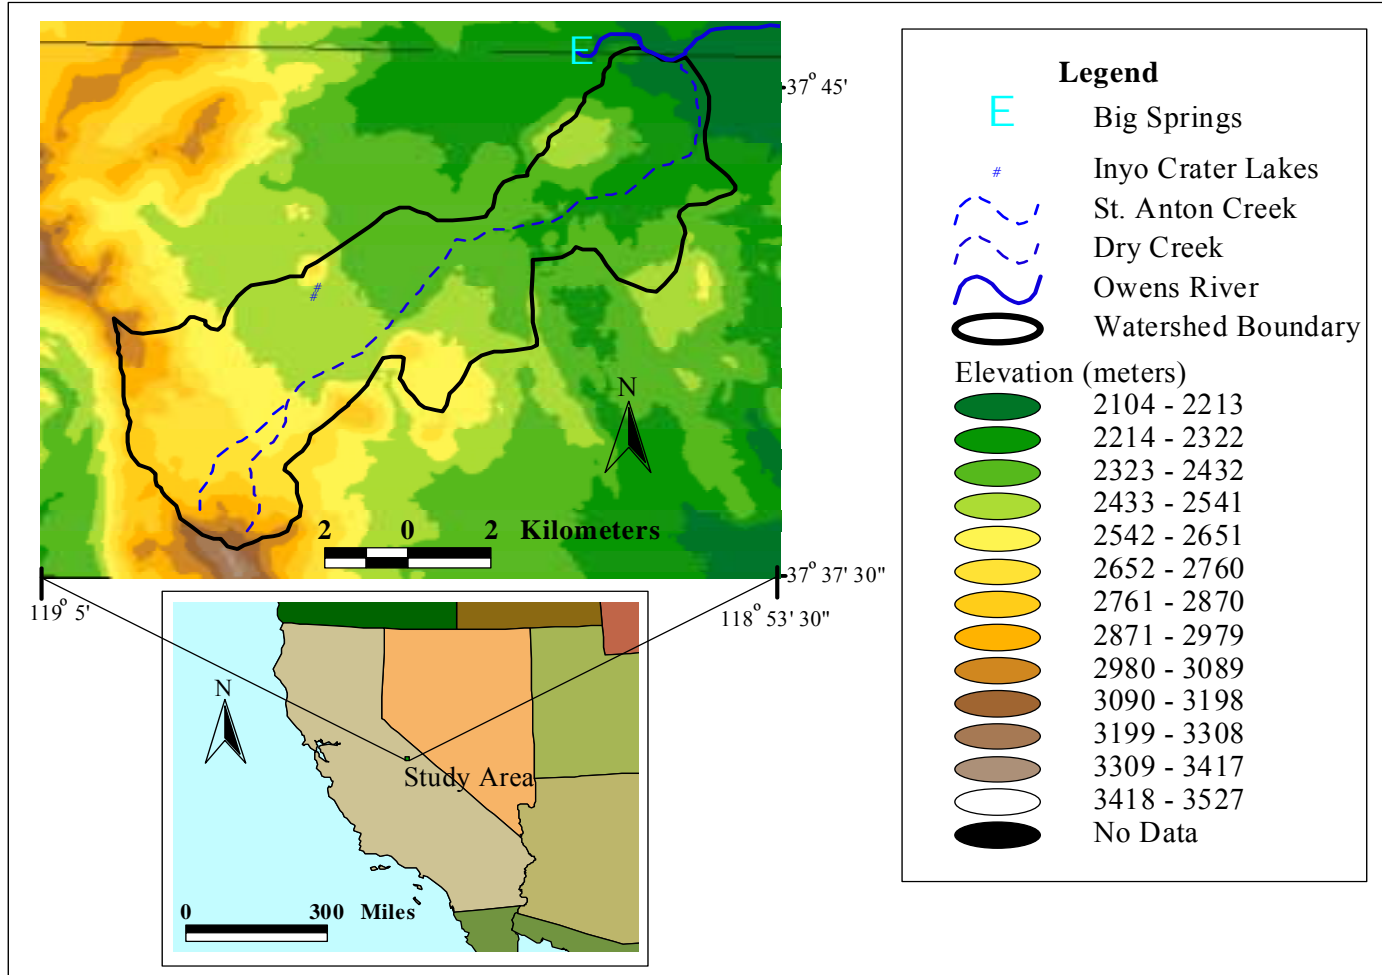 E
37° 45'
N
2 0 2 Kilometers
37° 37' 30"
119° 5'
118° 53' 30"
N
Study Area
0 300 Miles
Legend
E Big Springs
# Inyo Crater Lakes
St. Anton Creek
Dry Creek
Owens River
Watershed Boundary
Elevation (meters)
2104 - 2213
2214 - 2322
2323 - 2432
2433 - 2541
2542 - 2651
2652 - 2760
2761 - 2870
2871 - 2979
2980 - 3089
3090 - 3198
3199 - 3308
3309 - 3417
3418 - 3527
No Data